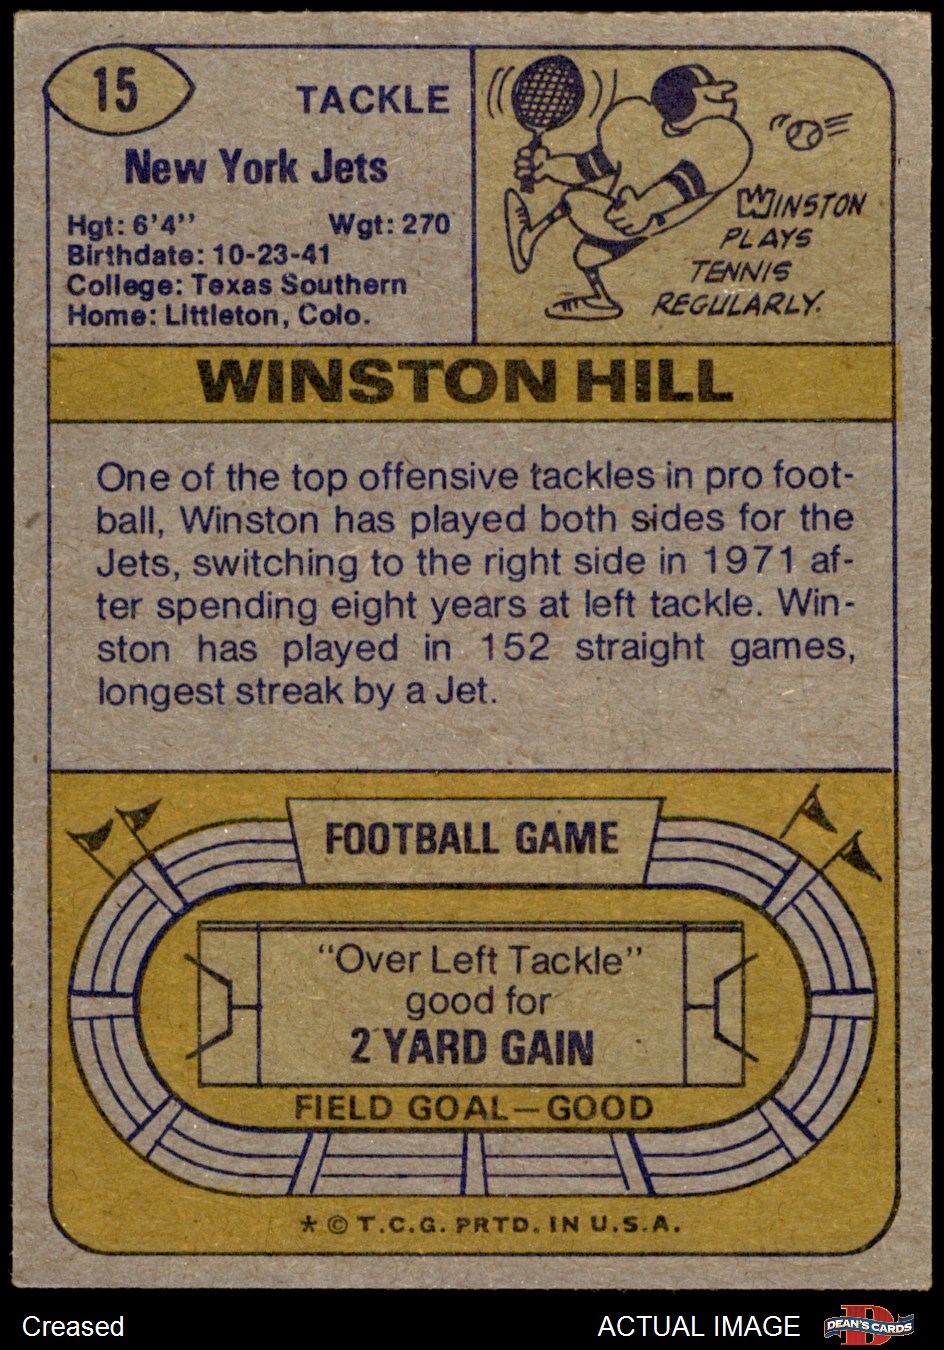 15
TACKLE
New York Jets
Hgt: 6'4" Wgt: 270
Birthdate: 10-23-41
College: Texas Southern
Home: Littleton, Colo.
WINSTON
PLAYS
TENNIS
REGULARLY.
WINSTON HILL
One of the top offensive tackles in pro foot-
ball, Winston has played both sides for the
Jets, switching to the right side in 1971 af-
ter spending eight years at left tackle. Win-
ston has played in 152 straight games,
longest streak by a Jet.
FOOTBALL GAME
"Over Left Tackle"
good for
2 YARD GAIN
FIELD GOAL—GOOD
* © T.C.G. PRTD. IN U.S.A.
Creased
ACTUAL IMAGE
DEAN'S CARDS